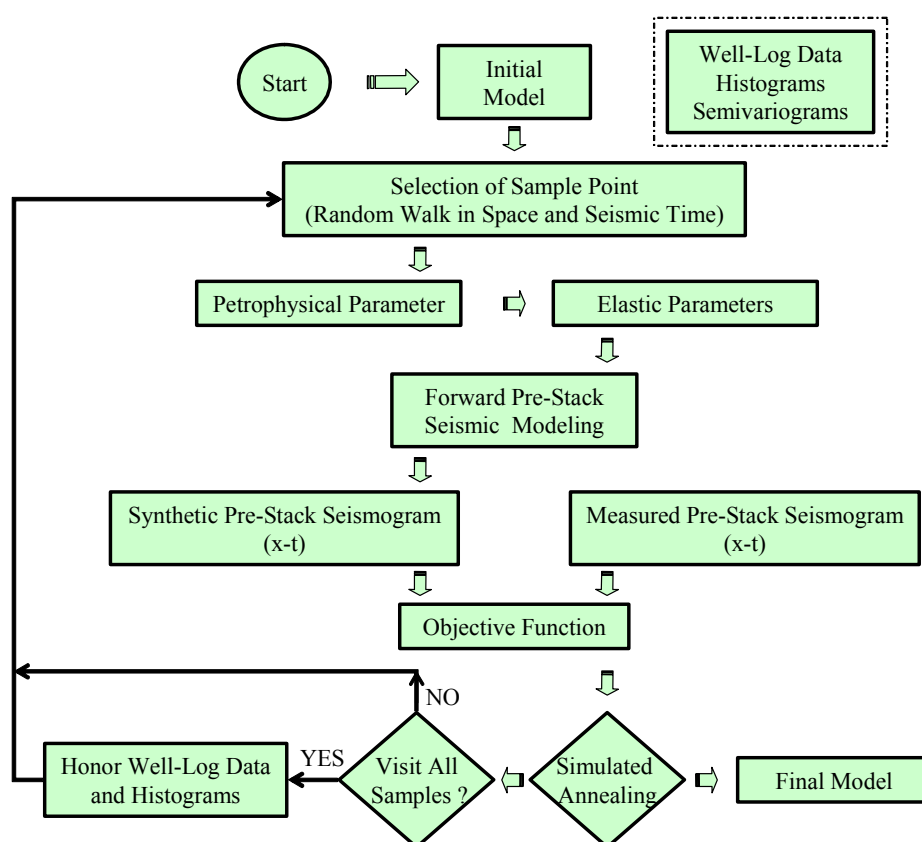 Start
Initial
Model
Well-Log Data
Histograms
Semivariograms
Selection of Sample Point
(Random Walk in Space and Seismic Time)
Petrophysical Parameter
Elastic Parameters
Forward Pre-Stack
Seismic Modeling
Synthetic Pre-Stack Seismogram
(x-t)
Measured Pre-Stack Seismogram
(x-t)
Objective Function
NO
YES
Honor Well-Log Data
and Histograms
Visit All
Samples ?
Simulated
Annealing
Final Model